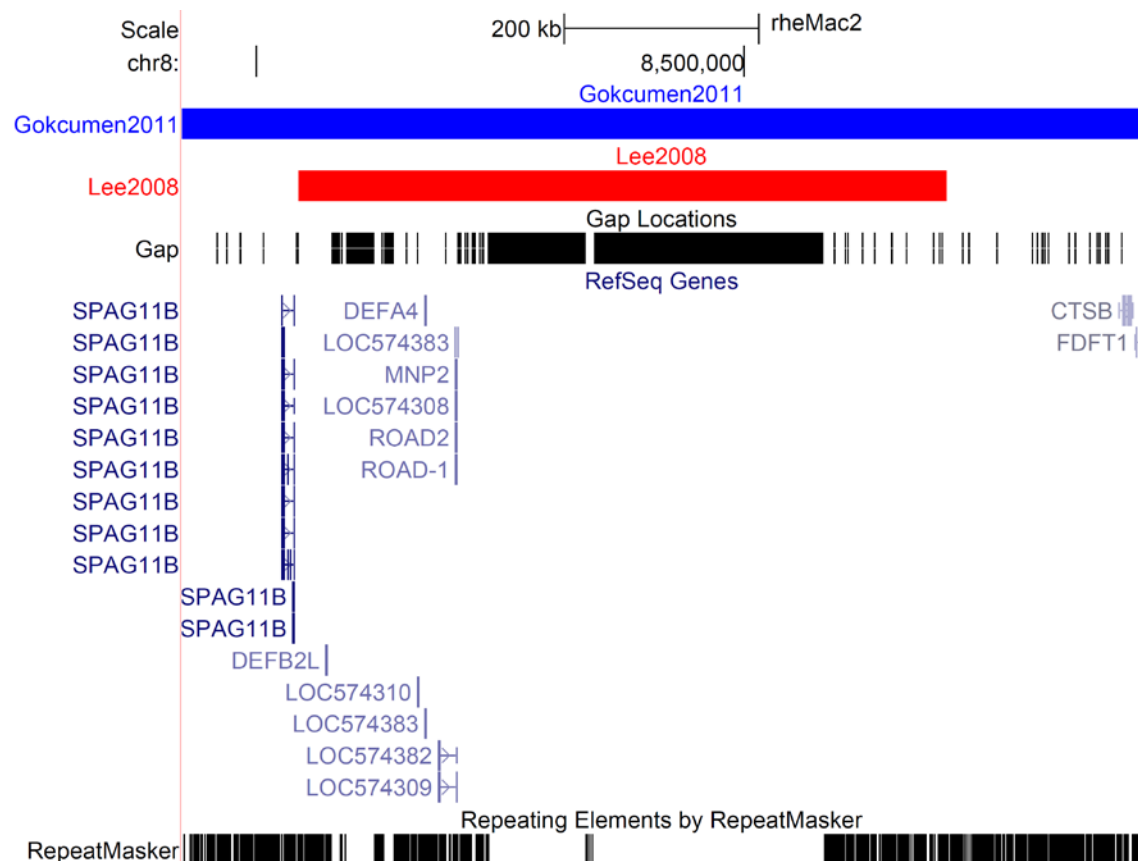 Scale 200 kb rheMac2
chr8: 8,500,000
Gokcumen2011
Gokcumen2011
Lee2008
Lee2008
Gap Locations
Gap
RefSeq Genes
SPAG11B DEFA4 CTSB
SPAG11B LOC574383 FDFT1
SPAG11B MNP2
SPAG11B LOC574308
SPAG11B ROAD2
SPAG11B ROAD-1
SPAG11B
SPAG11B
SPAG11B
SPAG11B
SPAG11B
DEFB2L
LOC574310
LOC574383
LOC574382
LOC574309
Repeating Elements by RepeatMasker
RepeatMasker